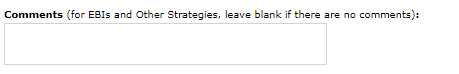 Comments (for EBIs and Other Strategies, leave blank if there are no comments):